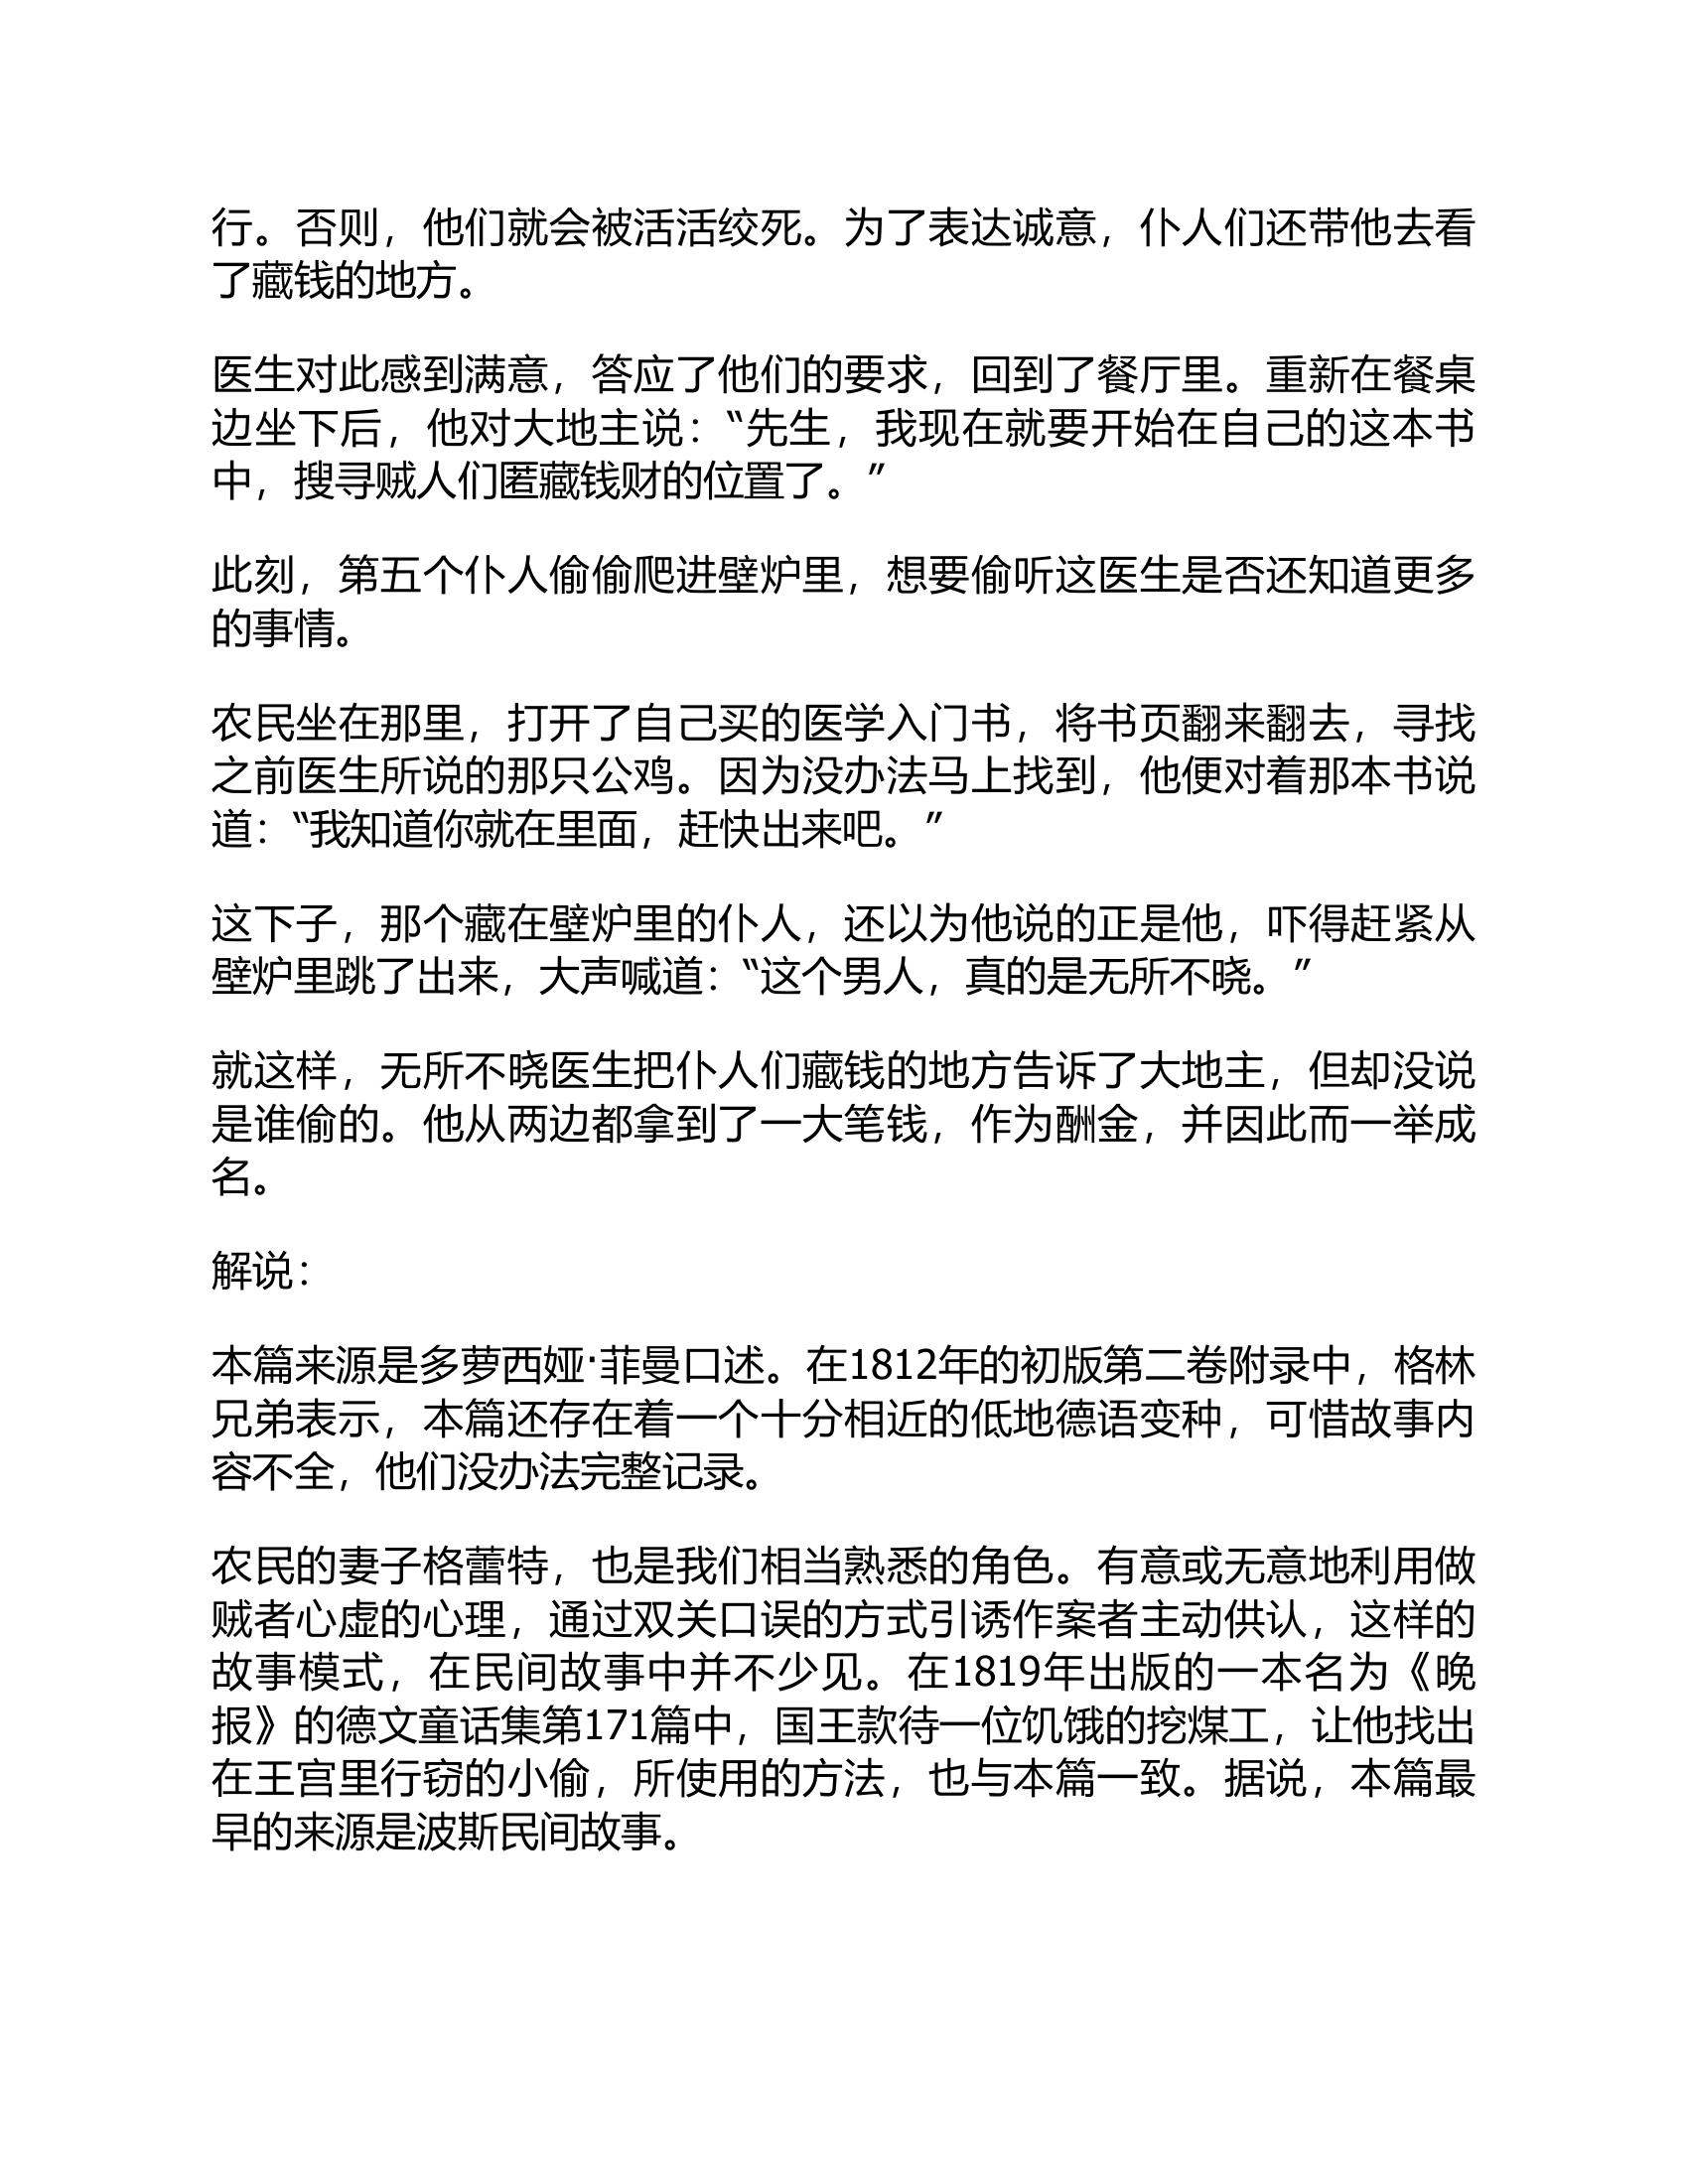 行。否则，他们就会被活活绞死。为了表达诚意，仆人们还带他去看
了藏钱的地方。
医生对此感到满意，答应了他们的要求，回到了餐厅里。重新在餐桌
边坐下后，他对大地主说：“先生，我现在就要开始在自己的这本书
中，搜寻贼人们匿藏钱财的位置了。”
此刻，第五个仆人偷偷爬进壁炉里，想要偷听这医生是否还知道更多
的事情。
农民坐在那里，打开了自己买的医学入门书，将书页翻来翻去，寻找
之前医生所说的那只公鸡。因为没办法马上找到，他便对着那本书说
道：“我知道你就在里面，赶快出来吧。”
这下子，那个藏在壁炉里的仆人，还以为他说的正是他，吓得赶紧从
壁炉里跳了出来，大声喊道：“这个男人，真的是无所不晓。”
就这样，无所不晓医生把仆人们藏钱的地方告诉了大地主，但却没说
是谁偷的。他从两边都拿到了一大笔钱，作为酬金，并因此而一举成
名。
解说：
本篇来源是多萝西娅·菲曼口述。在1812年的初版第二卷附录中，格林
兄弟表示，本篇还存在着一个十分相近的低地德语变种，可惜故事内
容不全，他们没办法完整记录。
农民的妻子格蕾特，也是我们相当熟悉的角色。有意或无意地利用做
贼者心虚的心理，通过双关口误的方式引诱作案者主动供认，这样的
故事模式，在民间故事中并不少见。在1819年出版的一本名为《晚
报》的德文童话集第171篇中，国王款待一位饥饿的挖煤工，让他找出
在王宫里行窃的小偷，所使用的方法，也与本篇一致。据说，本篇最
早的来源是波斯民间故事。